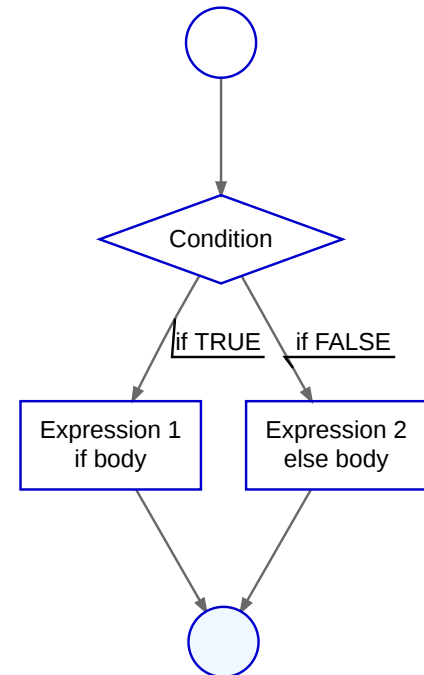 Condition
if TRUE
if FALSE
Expression 1
if body
Expression 2
else body